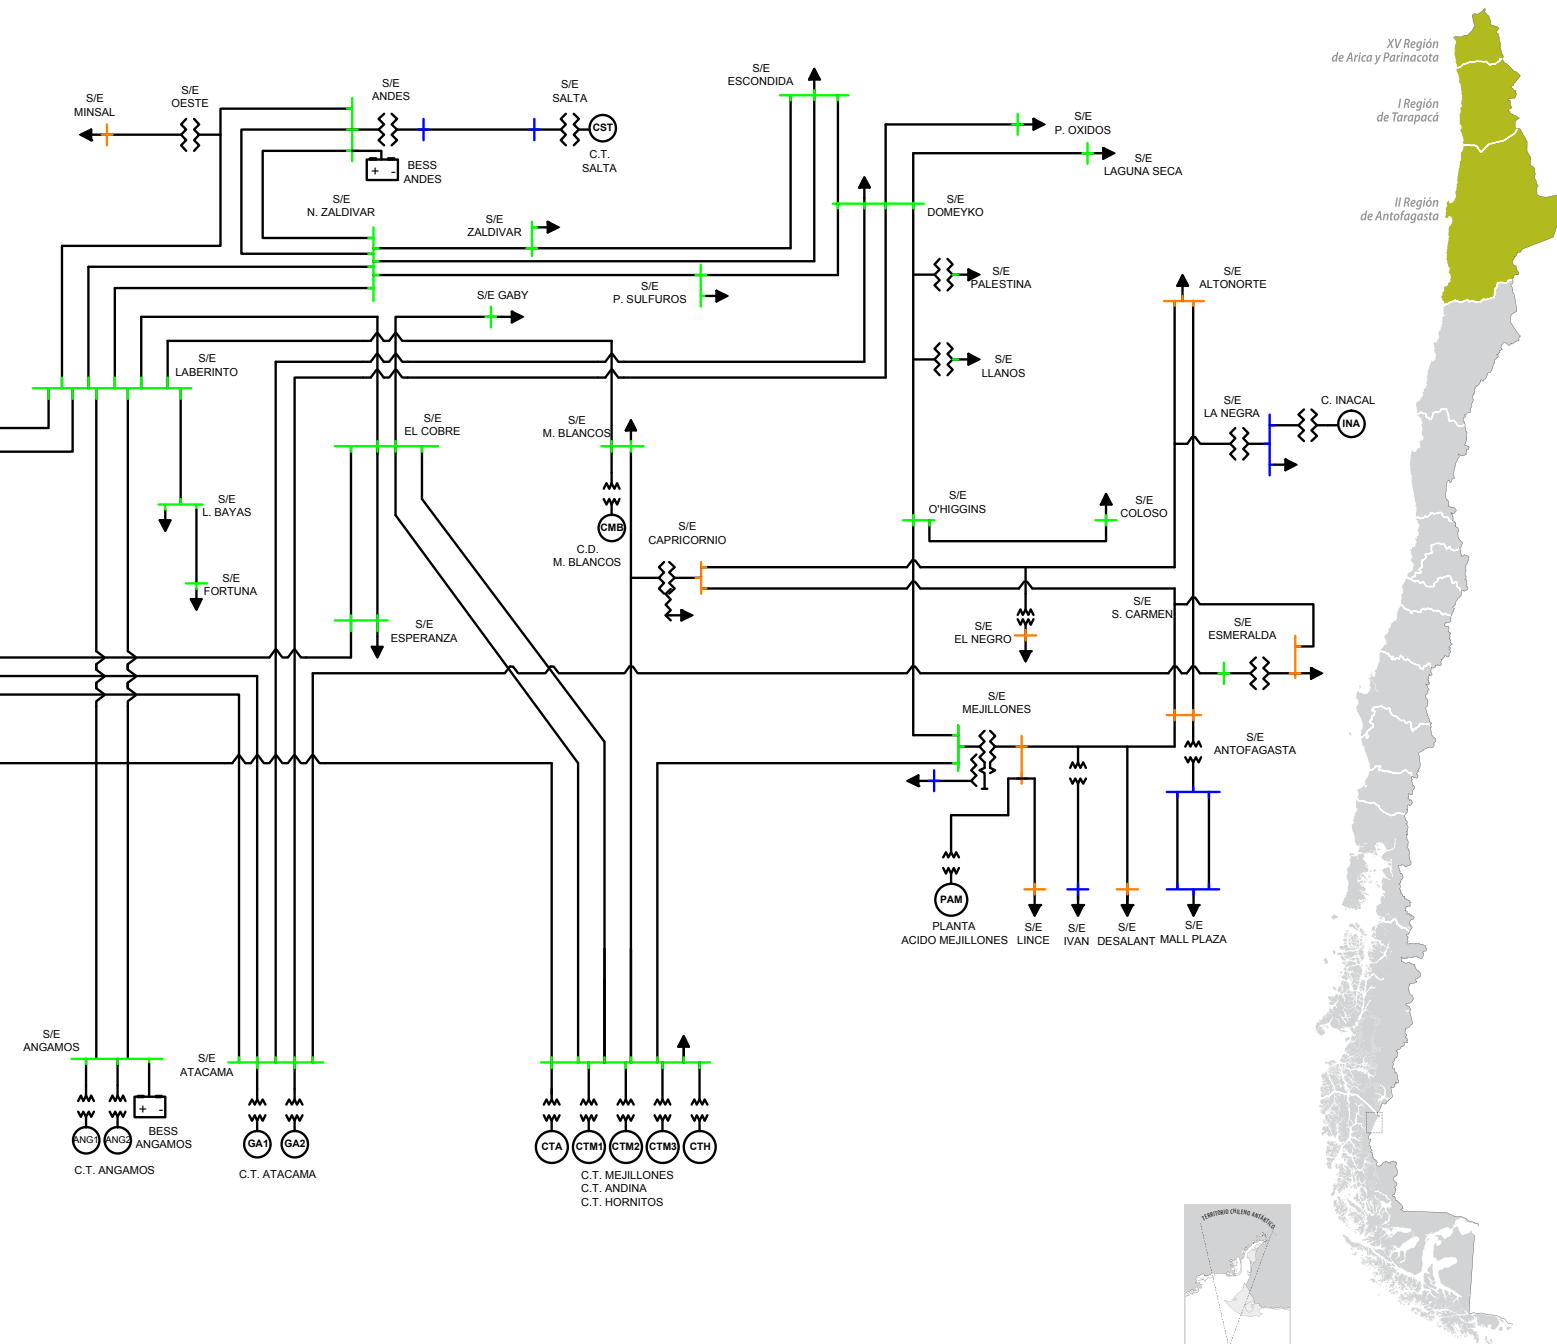 XV Región
de Arica y Parinacota
I Región
de Tarapacá
II Región
de Antofagasta
S/E
MINSAL
S/E
OESTE
S/E
ANDES
S/E
SALTA
CST
C.T.
SALTA
+ -
BESS
ANDES
S/E
ESCONDIDA
S/E
P. OXIDOS
S/E
LAGUNA SECA
S/E
N. ZALDIVAR
S/E
ZALDIVAR
S/E
DOMEYKO
S/E
P. SULFUROS
S/E GABY
S/E
PALESTINA
S/E
ALTONORTE
S/E
LABERINTO
S/E
LLANOS
S/E
EL COBRE
S/E
M. BLANCOS
S/E
LA NEGRA
C. INACAL
INA
S/E
L. BAYAS
CMB
C.D.
M. BLANCOS
S/E
CAPRICORNIO
S/E
O'HIGGINS
S/E
COLOSO
S/E
FORTUNA
S/E
ESPERANZA
S/E
EL NEGRO
S/E
S. CARMEN
S/E
ESMERALDA
S/E
MEJILLONES
S/E
ANTOFAGASTA
PAM
PLANTA
ACIDO MEJILLONES
S/E
LINCE
S/E
IVAN
S/E
DESALANT
S/E
MALL PLAZA
S/E
ANGAMOS
S/E
ATACAMA
+ -
BESS
ANGAMOS
ANG1
ANG2
C.T. ANGAMOS
GA1
GA2
C.T. ATACAMA
CTA
CTM1
CTM2
CTM3
CTH
C.T. MEJILLONES
C.T. ANDINA
C.T. HORNITOS
TERRITORIO CHILENO ANTÁRTICO